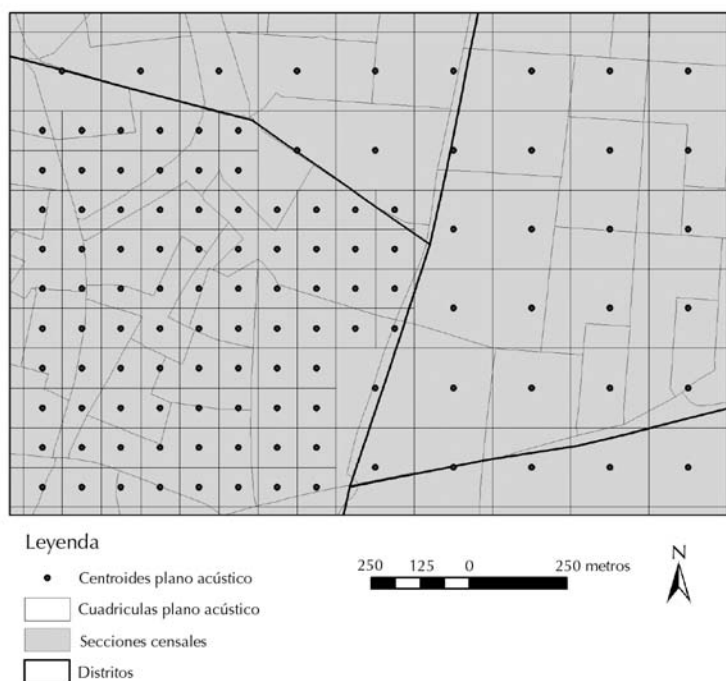 Leyenda
Centroides plano acústico
Cuadriculas plano acústico
Secciones censales
Distritos
250 125 0 250 metros
N